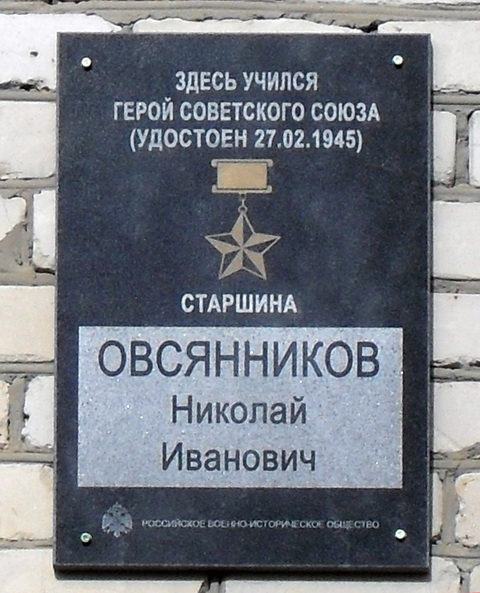 ЗДЕСЬ УЧИЛСЯ
ГЕРОЙ СОВЕТСКОГО СОЮЗА
(УДОСТОЕН 27.02.1945)
СТАРШИНА
ОВСЯННИКОВ
Николай
Иванович
РОССИЙСКОЕ ВОЕННО-ИСТОРИЧЕСКОЕ ОБЩЕСТВО